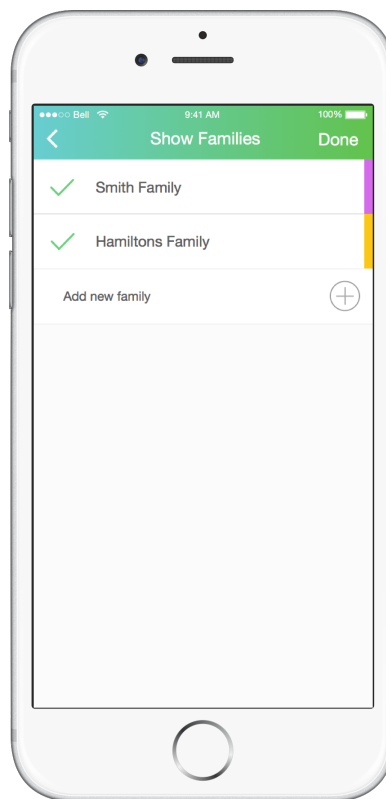 ●●●○○ Bell 9:41 AM 100%
Show Families Done
Smith Family
Hamiltons Family
Add new family